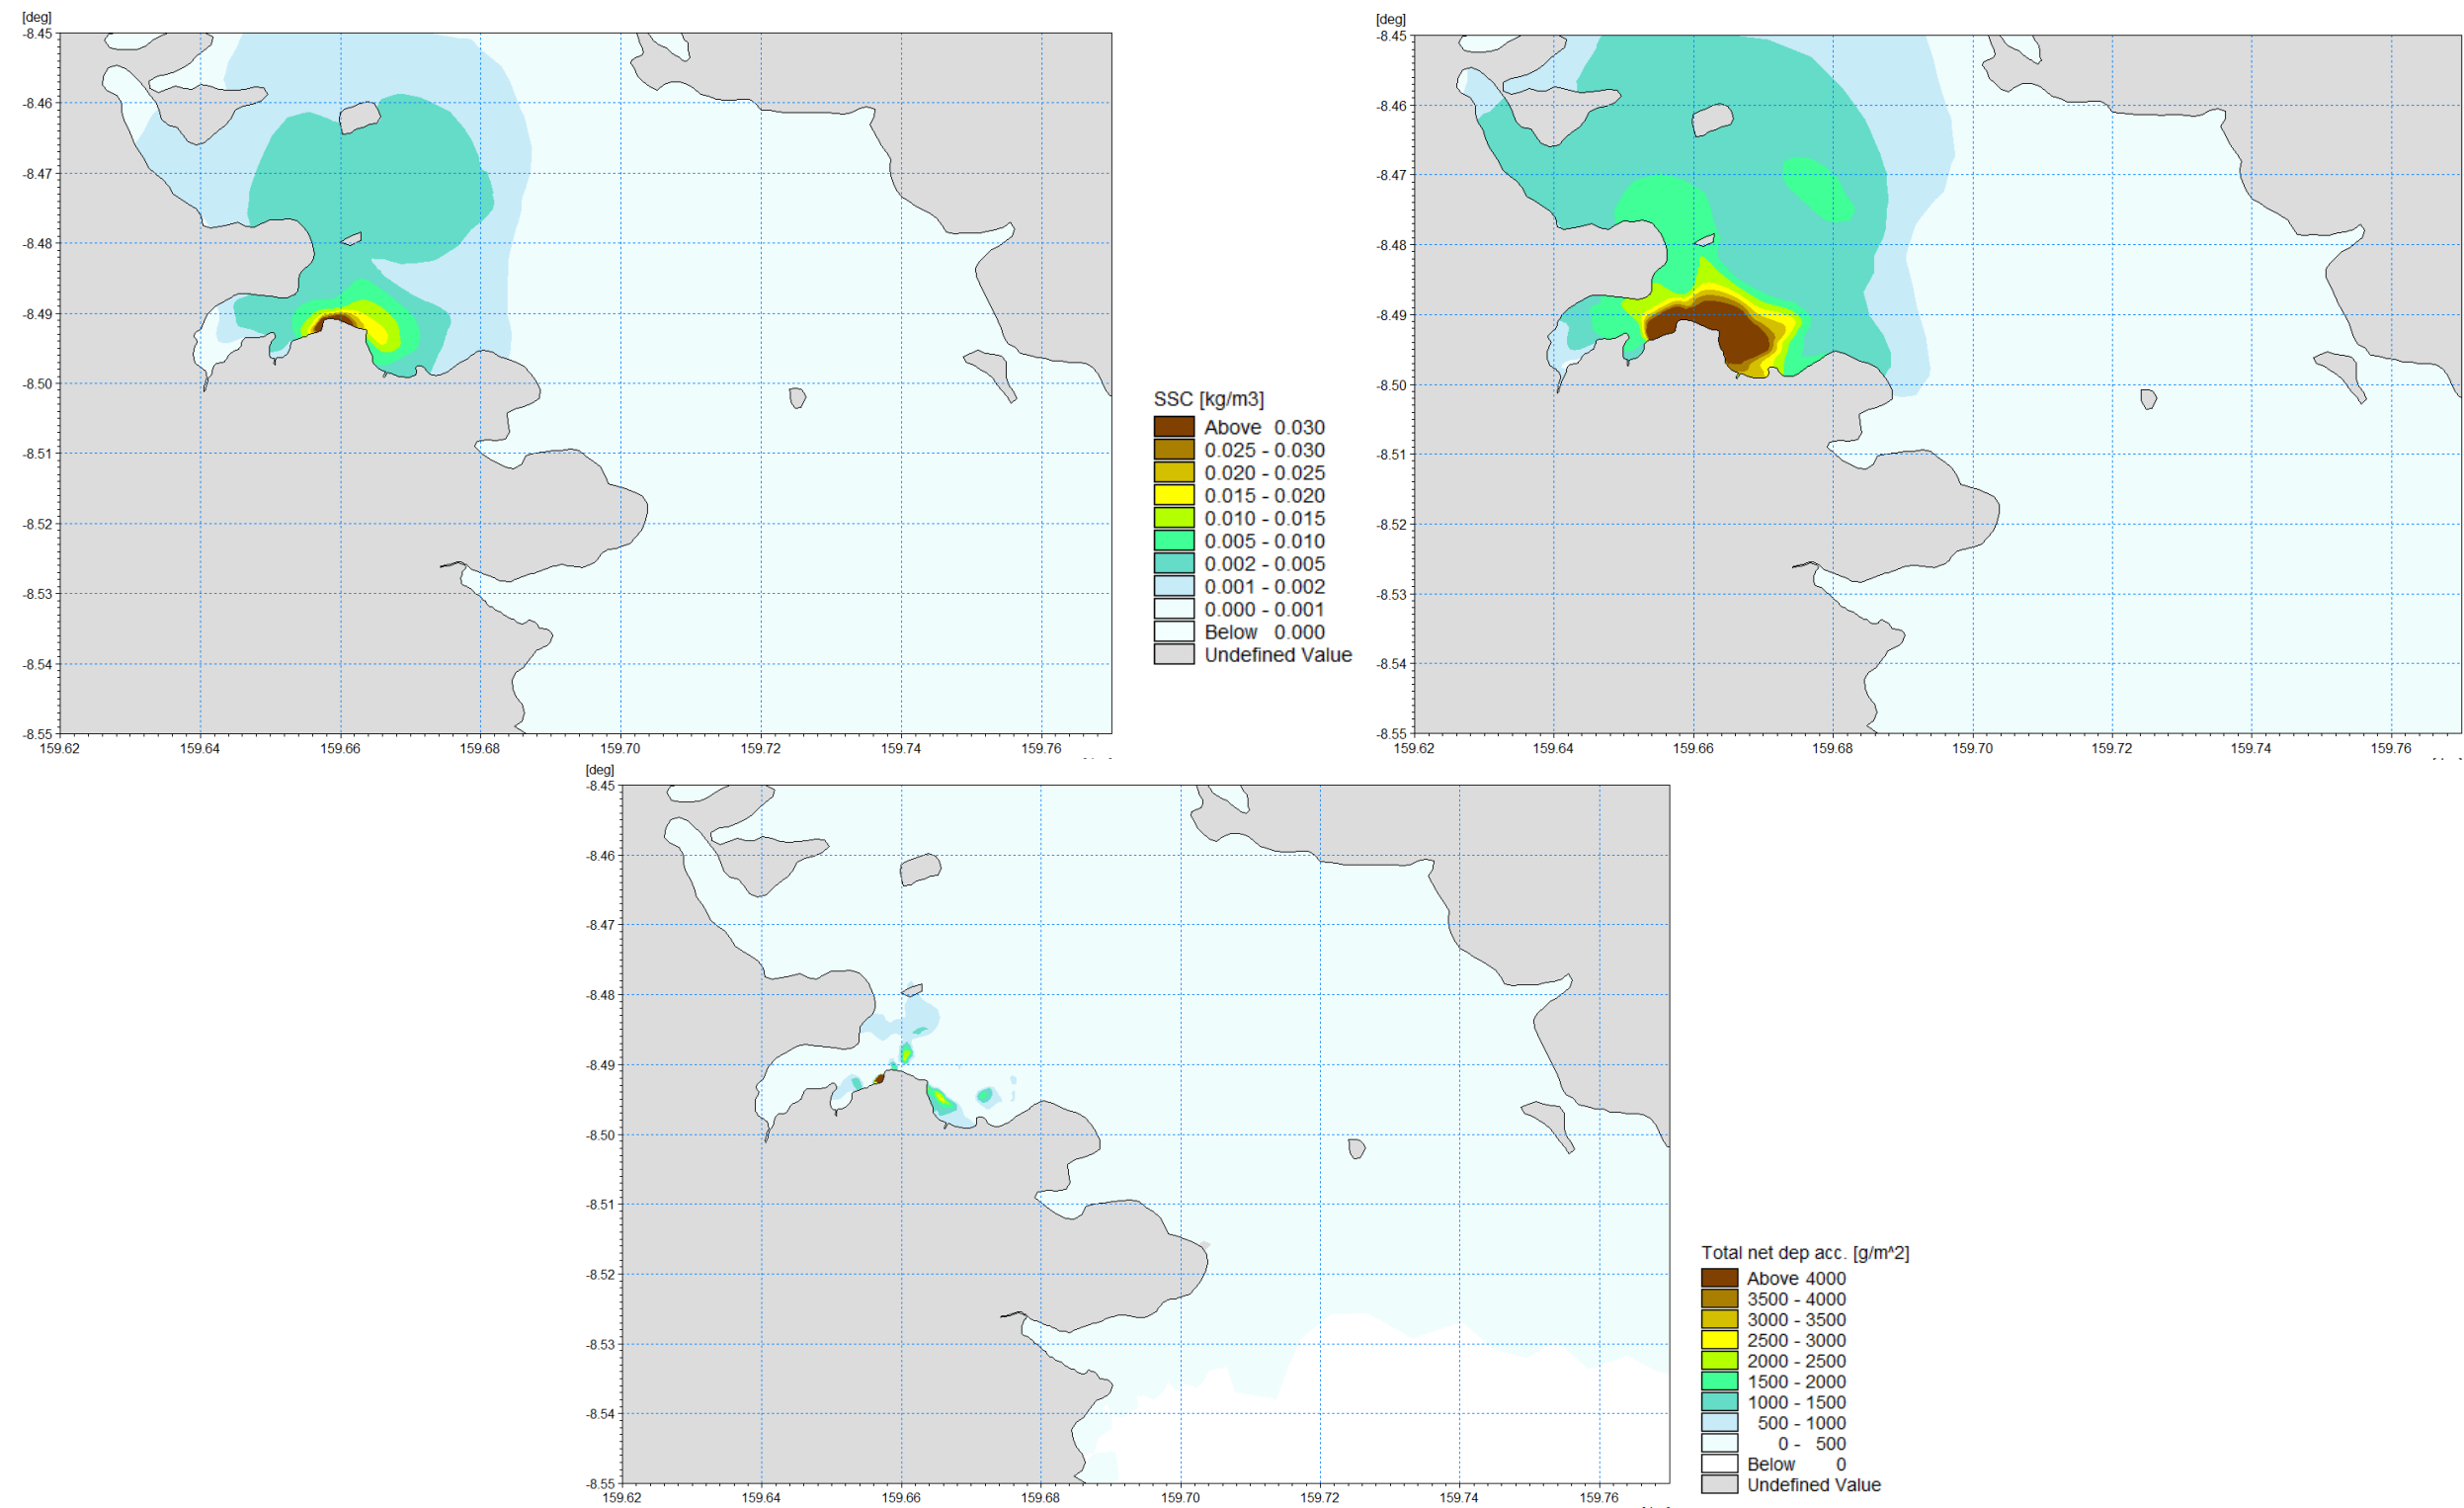 [deg]
-8.45
-8.46
-8.47
-8.48
-8.49
-8.50
-8.51
-8.52
-8.53
-8.54
-8.55
159.62 159.64 159.66 159.68 159.70 159.72 159.74 159.76
SSC [kg/m3]
Above 0.030
0.025 - 0.030
0.020 - 0.025
0.015 - 0.020
0.010 - 0.015
0.005 - 0.010
0.002 - 0.005
0.001 - 0.002
0.000 - 0.001
Below 0.000
Undefined Value
[deg]
-8.45
-8.46
-8.47
-8.48
-8.49
-8.50
-8.51
-8.52
-8.53
-8.54
-8.55
159.62 159.64 159.66 159.68 159.70 159.72 159.74 159.76
[deg]
-8.45
-8.46
-8.47
-8.48
-8.49
-8.50
-8.51
-8.52
-8.53
-8.54
-8.55
159.62 159.64 159.66 159.68 159.70 159.72 159.74 159.76
Total net dep acc. [g/m^2]
Above 4000
3500 - 4000
3000 - 3500
2500 - 3000
2000 - 2500
1500 - 2000
1000 - 1500
500 - 1000
0 - 500
Below 0
Undefined Value